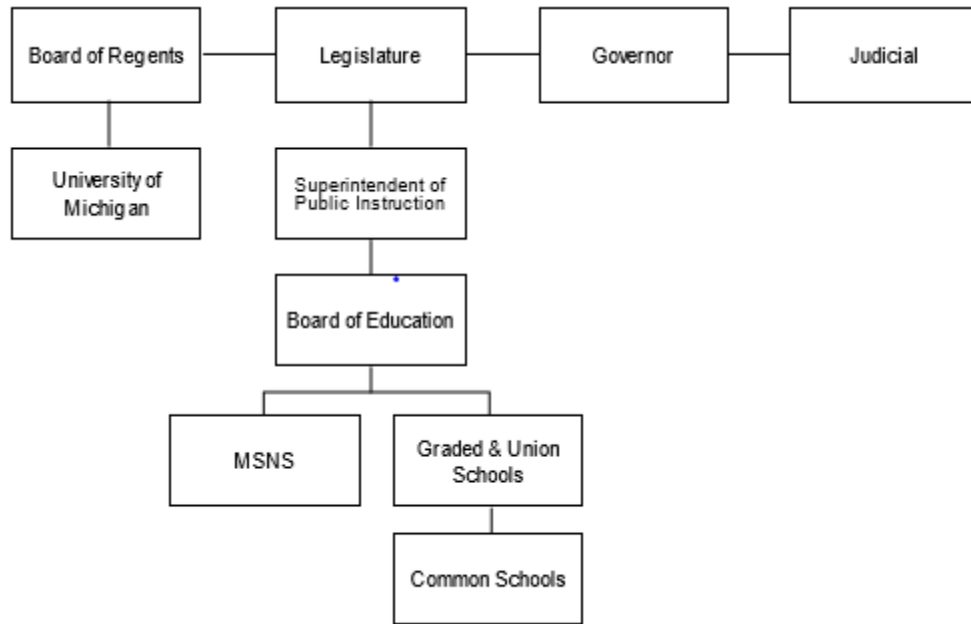 Board of Regents
Legislature
Governor
Judicial
University of
Michigan
Superintendent of
Public Instruction
Board of Education
MSNS
Graded & Union
Schools
Common Schools